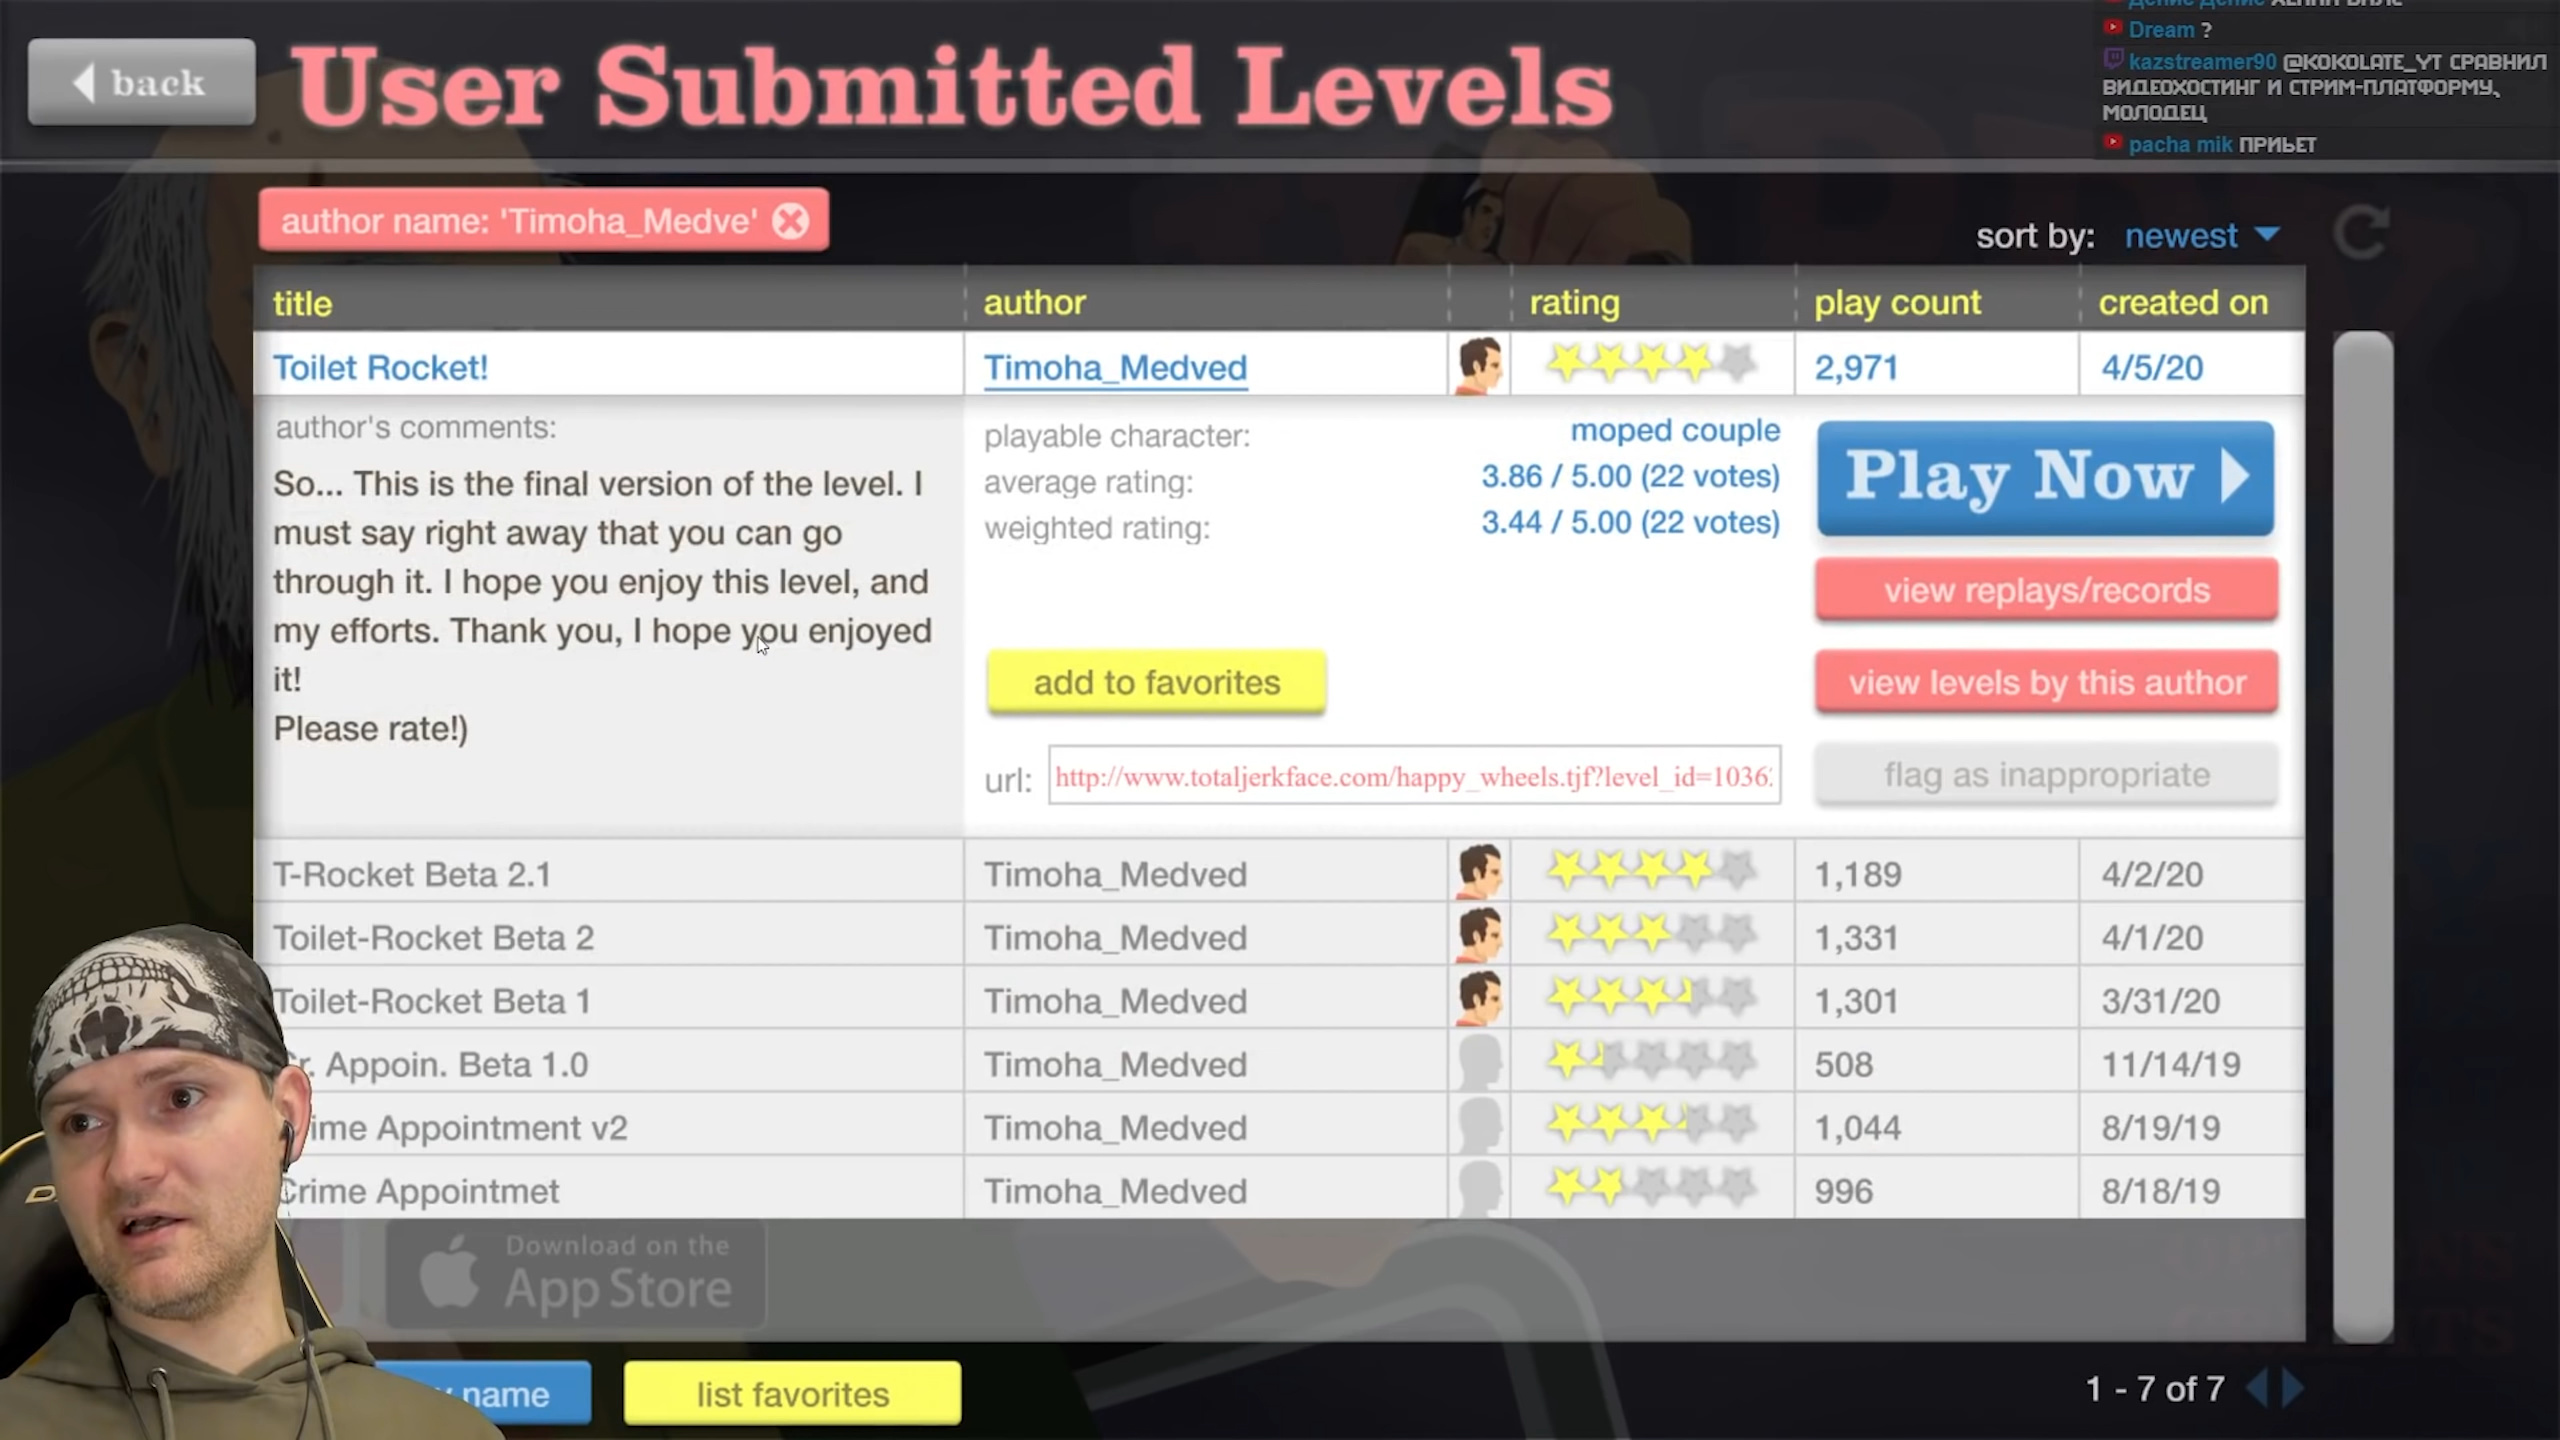 Dream ?
kazstreamer90 @KOKOLATE_YT СРАВНИЛ
ВИДЕОХОСТИНГ И СТРИМ-ПЛАТФОРМУ,
МОЛОДЕЦ
pacha mik ПРИЬЕТ
back
User Submitted Levels
author name: 'Timoha_Medve'
sort by: newest
title author rating play count created on
Toilet Rocket! Timoha_Medved 2,971 4/5/20
author's comments:
So... This is the final version of the level. I
must say right away that you can go
through it. I hope you enjoy this level, and
my efforts. Thank you, I hope you enjoyed
it!
Please rate!)
playable character: moped couple
average rating: 3.86 / 5.00 (22 votes)
weighted rating: 3.44 / 5.00 (22 votes)
add to favorites
url: http://www.totaljerkface.com/happy_wheels.tjf?level_id=1036
Play Now
view replays/records
view levels by this author
flag as inappropriate
T-Rocket Beta 2.1 Timoha_Medved 1,189 4/2/20
Toilet-Rocket Beta 2 Timoha_Medved 1,331 4/1/20
Toilet-Rocket Beta 1 Timoha_Medved 1,301 3/31/20
Cr. Appoin. Beta 1.0 Timoha_Medved 508 11/14/19
ime Appointment v2 Timoha_Medved 1,044 8/19/19
Crime Appointmet Timoha_Medved 996 8/18/19
Download on the
App Store
name
list favorites
1 - 7 of 7